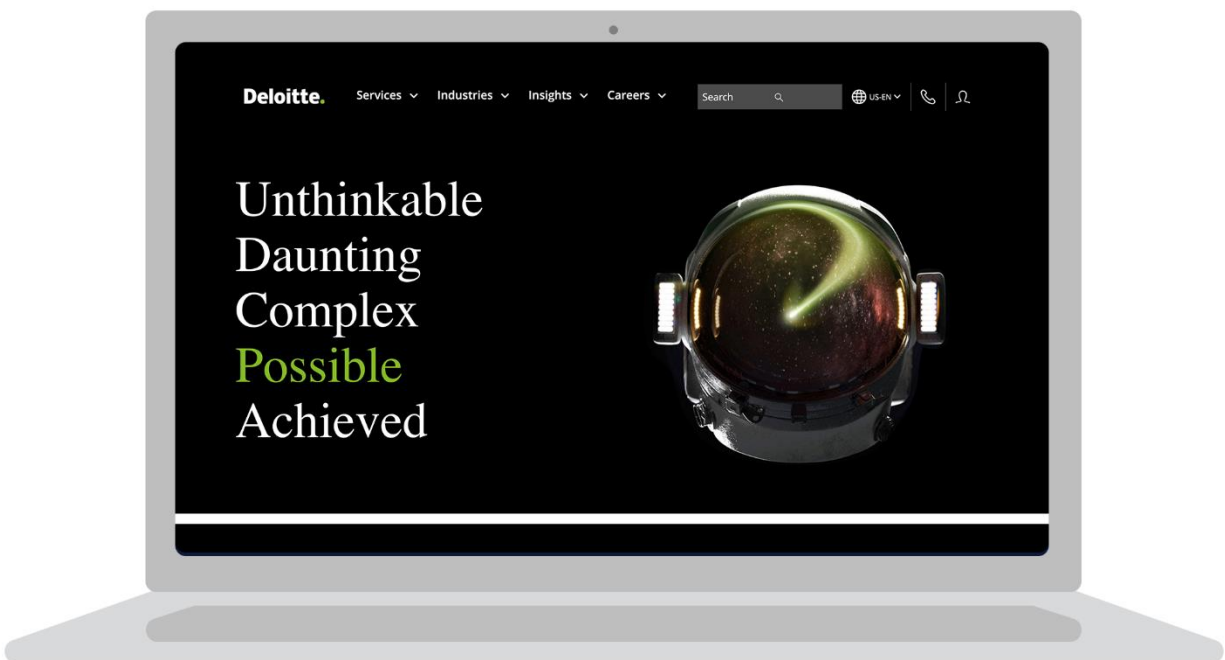 Deloitte. Services Industries Insights Careers Search US-EN
Unthinkable
Daunting
Complex
Possible
Achieved